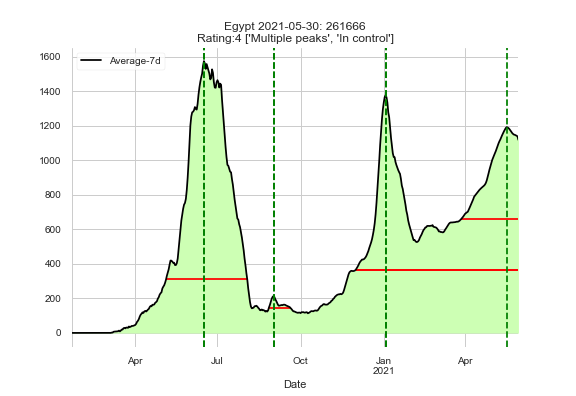 Egypt 2021-05-30: 261666
Rating:4 ['Multiple peaks', 'In control']
Average-7d
1600
1400
1200
1000
800
600
400
200
0
Apr
Jul
Oct
Jan
2021
Apr
Date